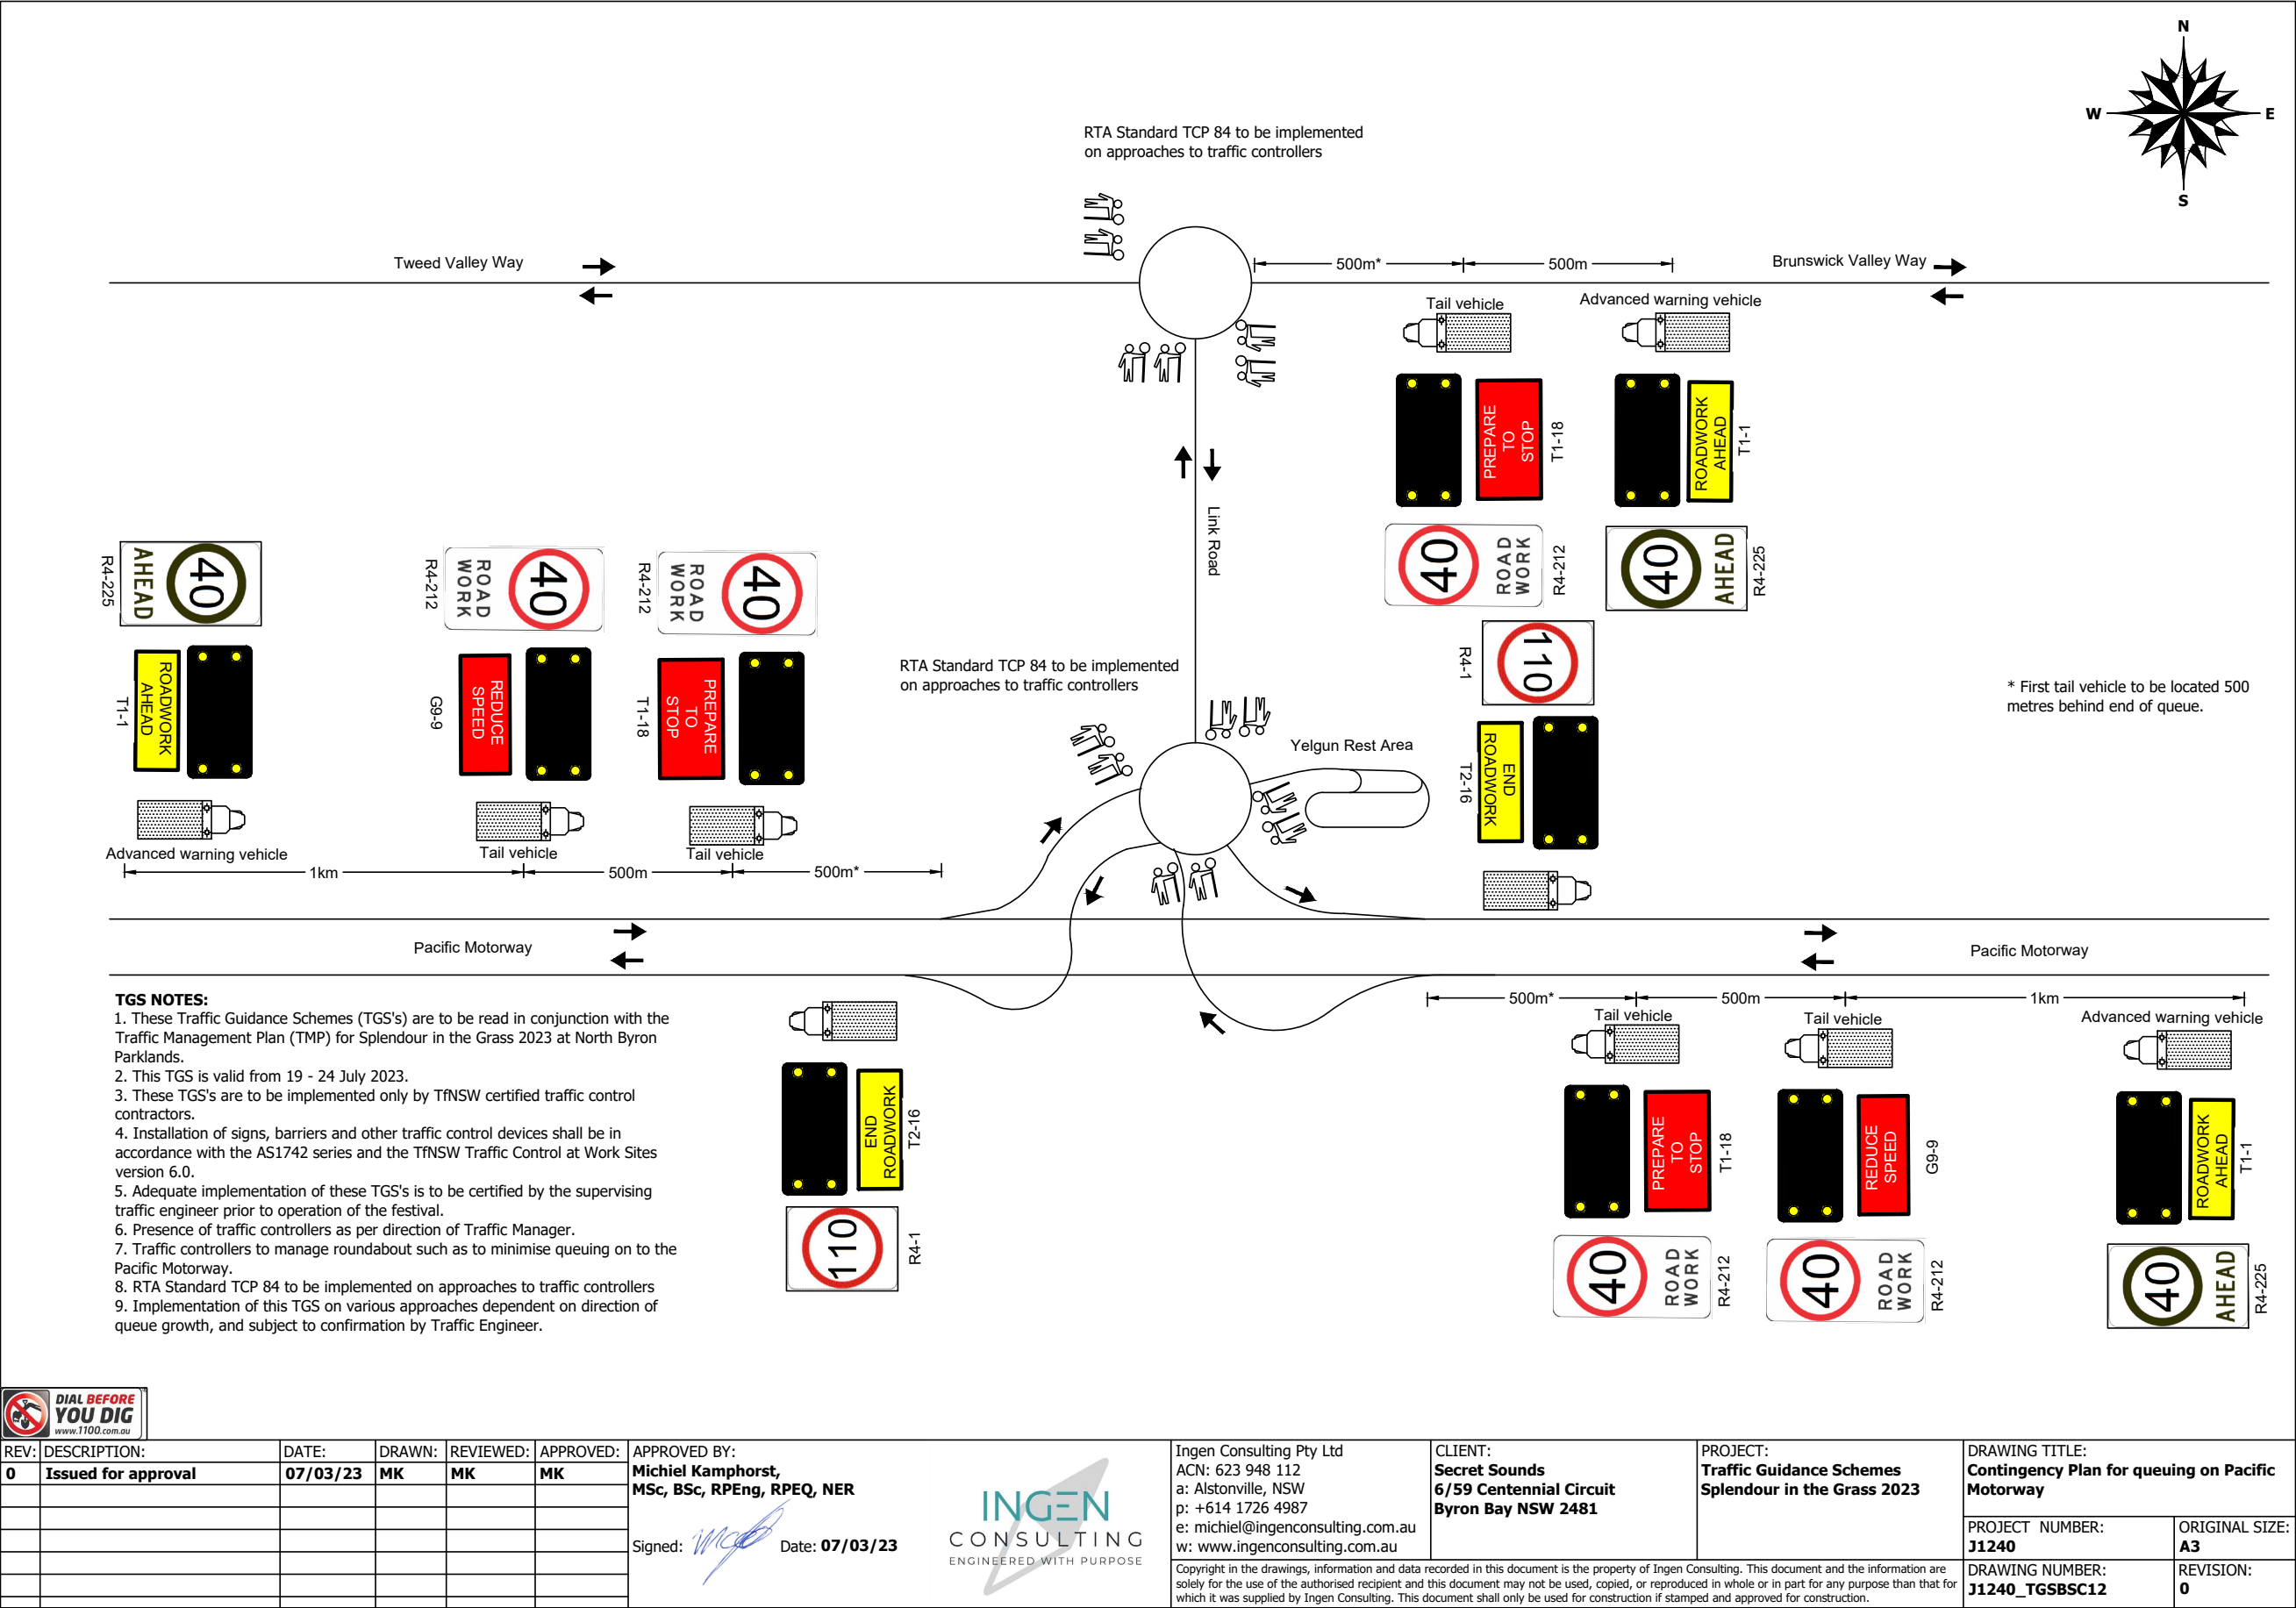 N
W
E
S
RTA Standard TCP 84 to be implemented
on approaches to traffic controllers
Tweed Valley Way
500m*
500m
Brunswick Valley Way
Tail vehicle
Advanced warning vehicle
PREPARE
TO
STOP
T1-18
ROADWORK
AHEAD
T1-1
40
ROAD
WORK
R4-212
40
AHEAD
R4-225
Link Road
R4-225
AHEAD
40
R4-212
ROAD
WORK
40
R4-212
ROAD
WORK
40
T1-1
ROADWORK
AHEAD
G9-9
REDUCE
SPEED
T1-18
PREPARE
TO
STOP
Advanced warning vehicle
Tail vehicle
Tail vehicle
1km
500m
500m*
RTA Standard TCP 84 to be implemented
on approaches to traffic controllers
R4-1
110
T2-16
END
ROADWORK
Yelgun Rest Area
* First tail vehicle to be located 500
metres behind end of queue.
Pacific Motorway
Pacific Motorway
500m*
500m
1km
Tail vehicle
Tail vehicle
Advanced warning vehicle
END
ROADWORK
T2-16
110
R4-1
PREPARE
TO
STOP
T1-18
REDUCE
SPEED
G9-9
ROADWORK
AHEAD
T1-1
40
ROAD
WORK
R4-212
40
ROAD
WORK
R4-212
40
AHEAD
R4-225
TGS NOTES:
1. These Traffic Guidance Schemes (TGS's) are to be read in conjunction with the
Traffic Management Plan (TMP) for Splendour in the Grass 2023 at North Byron
Parklands.
2. This TGS is valid from 19 - 24 July 2023.
3. These TGS's are to be implemented only by TfNSW certified traffic control
contractors.
4. Installation of signs, barriers and other traffic control devices shall be in
accordance with the AS1742 series and the TfNSW Traffic Control at Work Sites
version 6.0.
5. Adequate implementation of these TGS's is to be certified by the supervising
traffic engineer prior to operation of the festival.
6. Presence of traffic controllers as per direction of Traffic Manager.
7. Traffic controllers to manage roundabout such as to minimise queuing on to the
Pacific Motorway.
8. RTA Standard TCP 84 to be implemented on approaches to traffic controllers
9. Implementation of this TGS on various approaches dependent on direction of
queue growth, and subject to confirmation by Traffic Engineer.
DIAL BEFORE
YOU DIG
www.1100.com.au
REV: DESCRIPTION: DATE: DRAWN: REVIEWED: APPROVED:
0 Issued for approval 07/03/23 MK MK MK
APPROVED BY:
Michiel Kamphorst,
MSc, BSc, RPEng, RPEQ, NER
Signed: Date: 07/03/23
INGEN
CONSULTING
ENGINEERED WITH PURPOSE
Ingen Consulting Pty Ltd
ACN: 623 948 112
a: Alstonville, NSW
p: +614 1726 4987
e: michiel@ingenconsulting.com.au
w: www.ingenconsulting.com.au
CLIENT:
Secret Sounds
6/59 Centennial Circuit
Byron Bay NSW 2481
PROJECT:
Traffic Guidance Schemes
Splendour in the Grass 2023
Copyright in the drawings, information and data recorded in this document is the property of Ingen Consulting. This document and the information are
solely for the use of the authorised recipient and this document may not be used, copied, or reproduced in whole or in part for any purpose than that for
which it was supplied by Ingen Consulting. This document shall only be used for construction if stamped and approved for construction.
DRAWING TITLE:
Contingency Plan for queuing on Pacific
Motorway
PROJECT NUMBER:
J1240
ORIGINAL SIZE:
A3
DRAWING NUMBER:
J1240_TGSBSC12
REVISION:
0